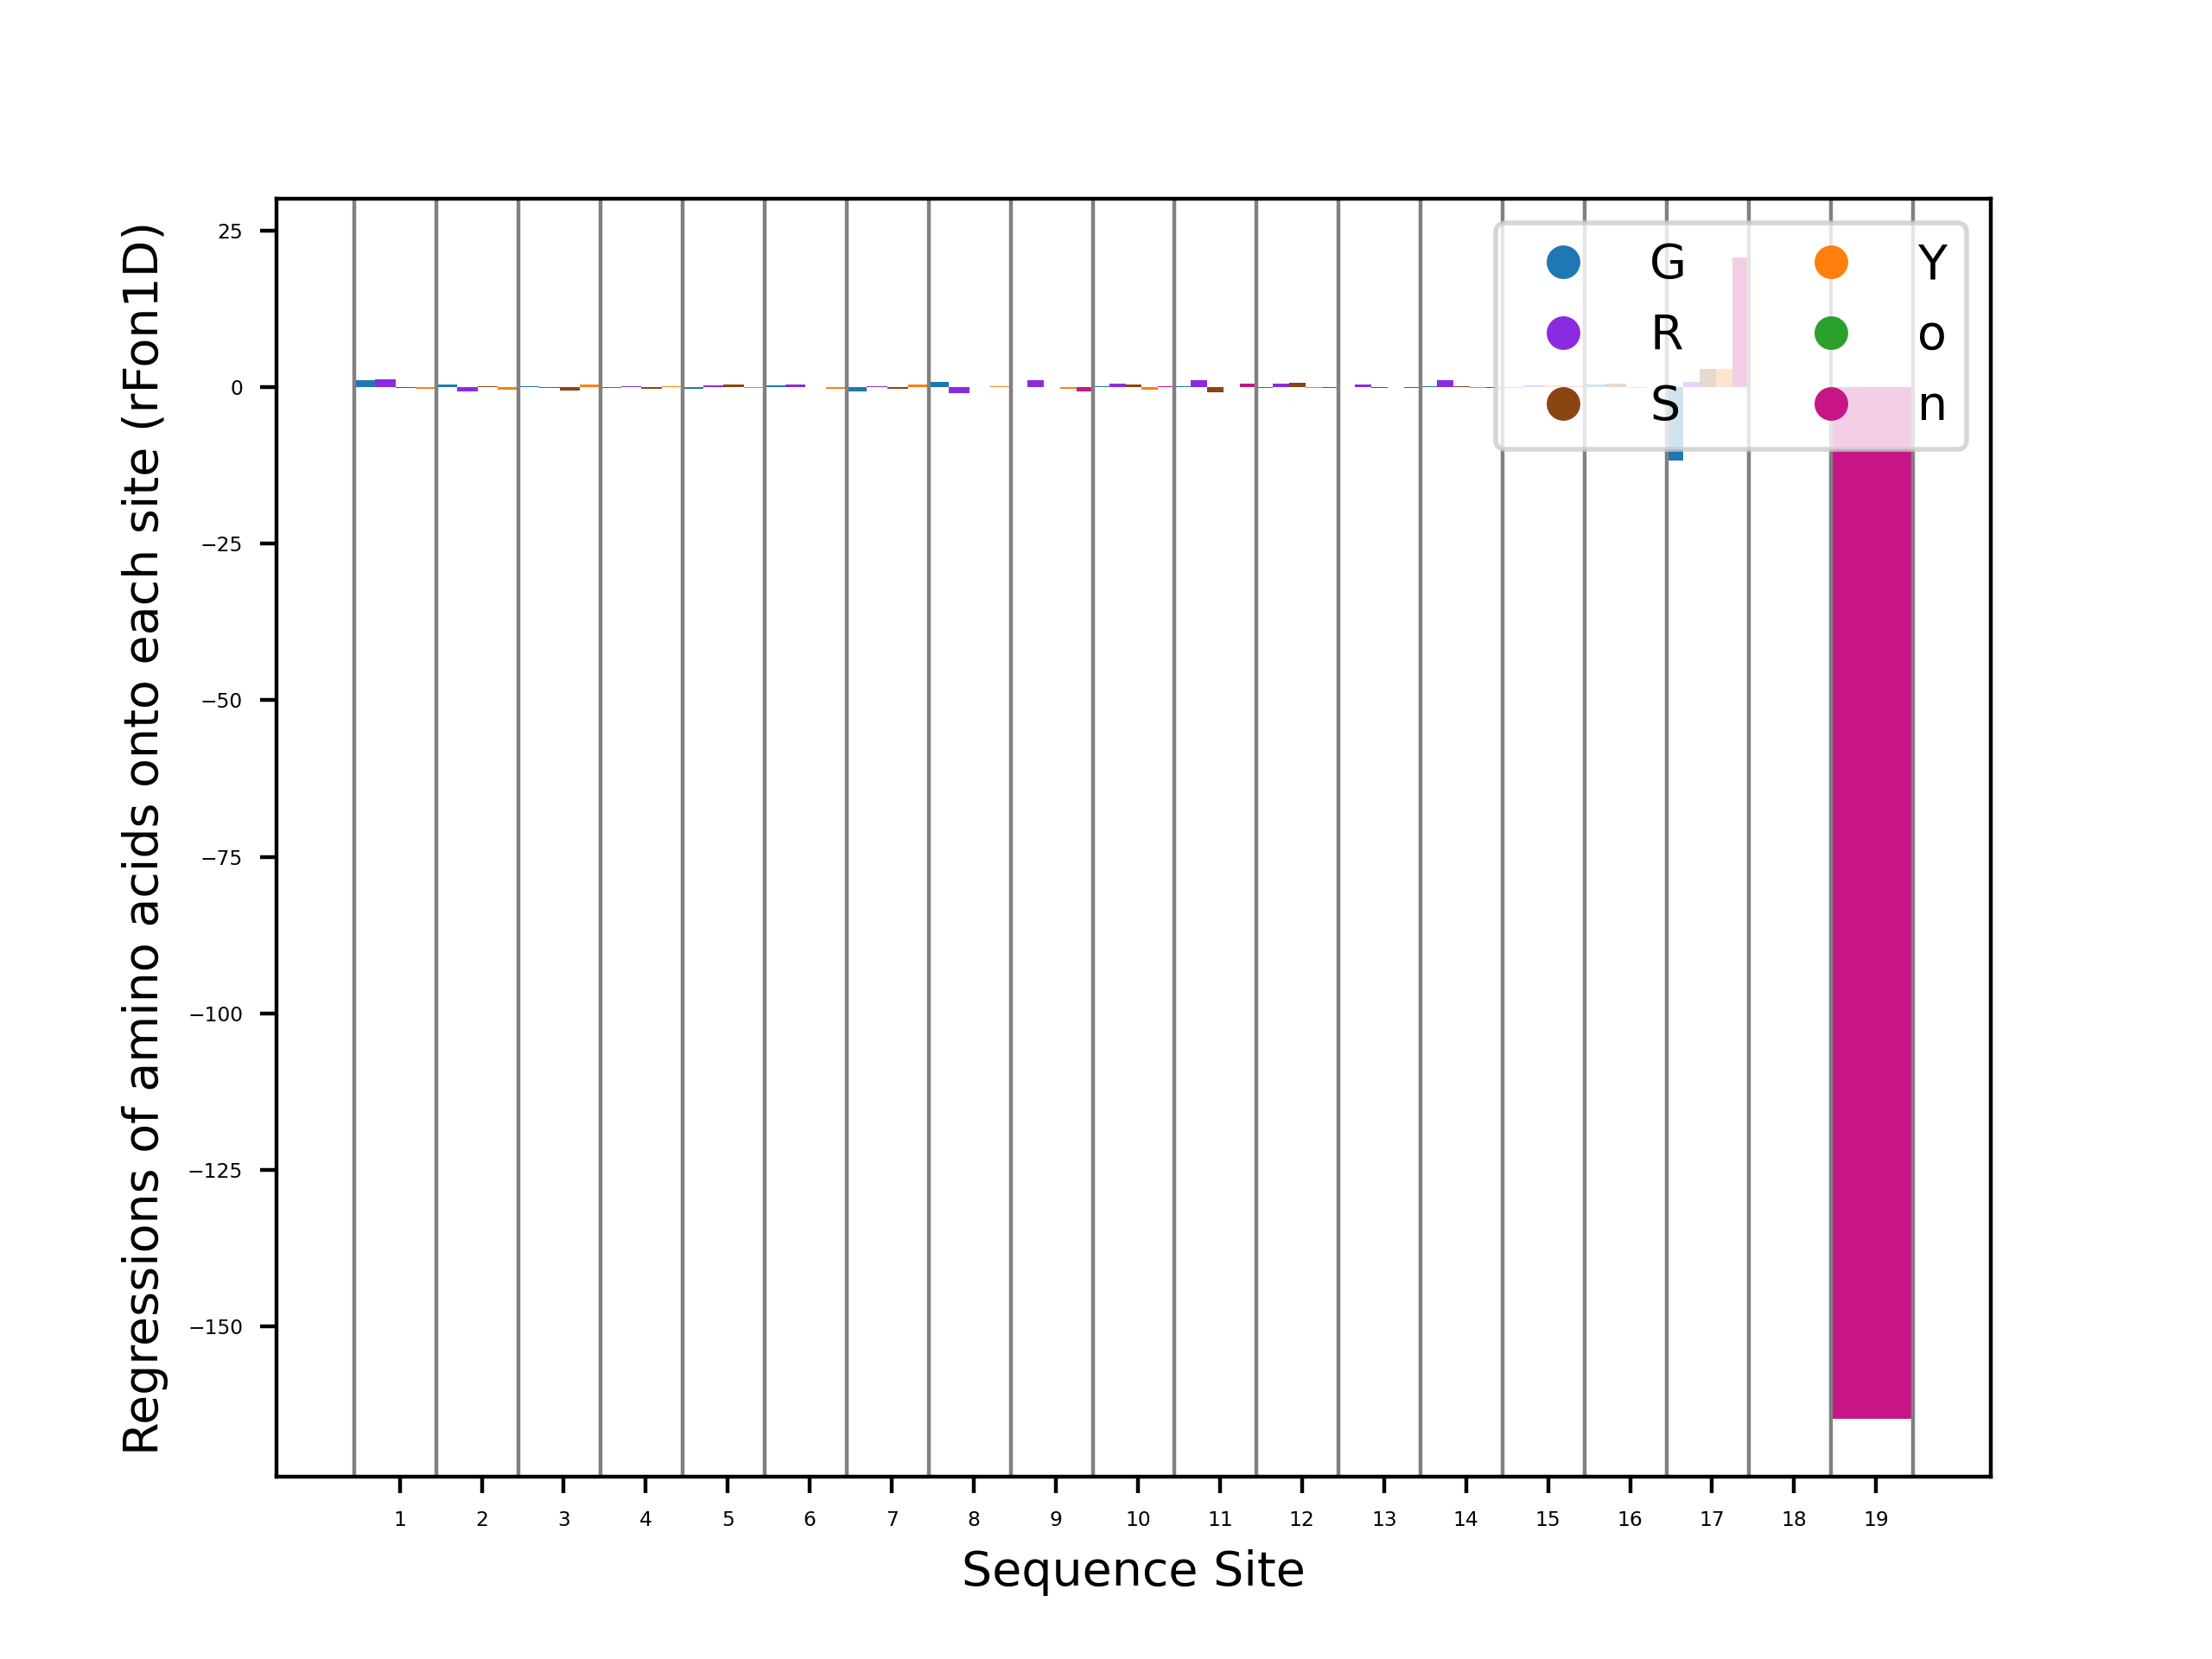 Regressions of amino acids onto each site (rFon1D)
25
0
−25
−50
−75
−100
−125
−150
G
R
S
Y
o
n
1 2 3 4 5 6 7 8 9 10 11 12 13 14 15 16 17 18 19
Sequence Site